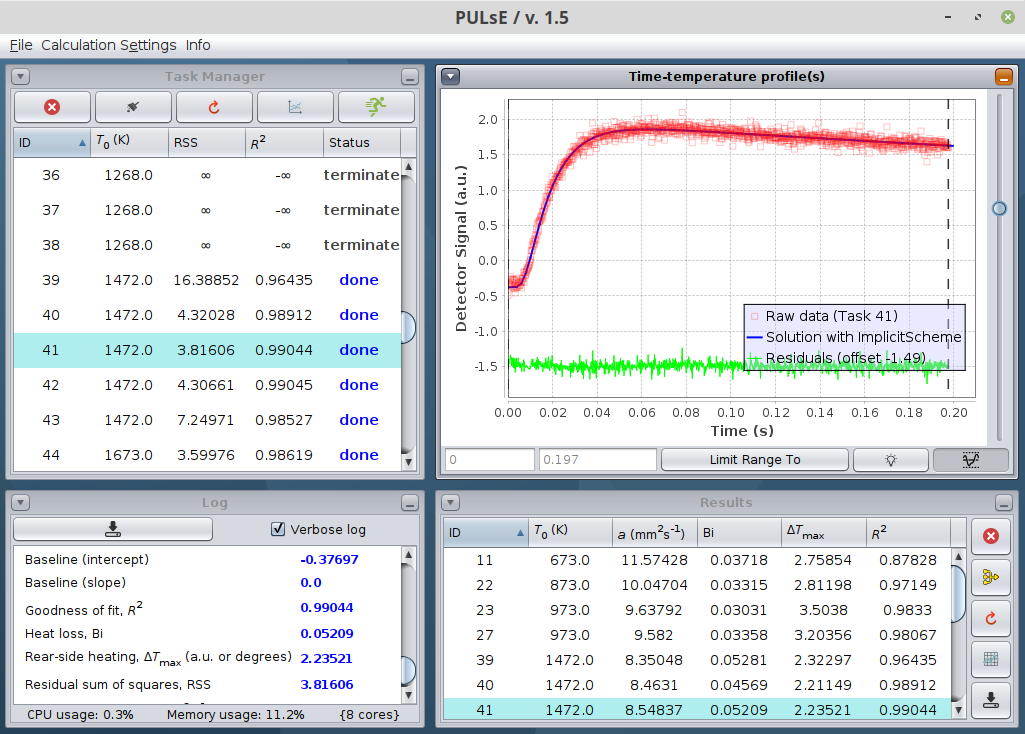 PULsE / v. 1.5
File Calculation Settings Info
Task Manager
ID T0 (K) RSS R2 Status
36 1268.0 ∞ -∞ terminate
37 1268.0 ∞ -∞ terminate
38 1268.0 ∞ -∞ terminate
39 1472.0 16.38852 0.96435 done
40 1472.0 4.32028 0.98912 done
41 1472.0 3.81606 0.99044 done
42 1472.0 4.30661 0.99045 done
43 1472.0 7.24971 0.98527 done
44 1673.0 3.59976 0.98619 done
Time-temperature profile(s)
Detector Signal (a.u.)
2.0
1.5
1.0
0.5
0.0
-0.5
-1.0
-1.5
Raw data (Task 41)
Solution with ImplicitScheme
Residuals (offset -1.49)
0.00 0.02 0.04 0.06 0.08 0.10 0.12 0.14 0.16 0.18 0.20
Time (s)
0 0.197 Limit Range To
Log
Verbose log
Baseline (intercept) -0.37697
Baseline (slope) 0.0
Goodness of fit, R2 0.99044
Heat loss, Bi 0.05209
Rear-side heating, ΔTmax (a.u. or degrees) 2.23521
Residual sum of squares, RSS 3.81606
CPU usage: 0.3% Memory usage: 11.2% {8 cores}
Results
ID T0 (K) a (mm2s-1) Bi ΔTmax R2
11 673.0 11.57428 0.03718 2.75854 0.87828
22 873.0 10.04704 0.03315 2.81198 0.97149
23 973.0 9.63792 0.03031 3.5038 0.9833
27 973.0 9.582 0.03358 3.20356 0.98067
39 1472.0 8.35048 0.05281 2.32297 0.96435
40 1472.0 8.4631 0.04569 2.21149 0.98912
41 1472.0 8.54837 0.05209 2.23521 0.99044